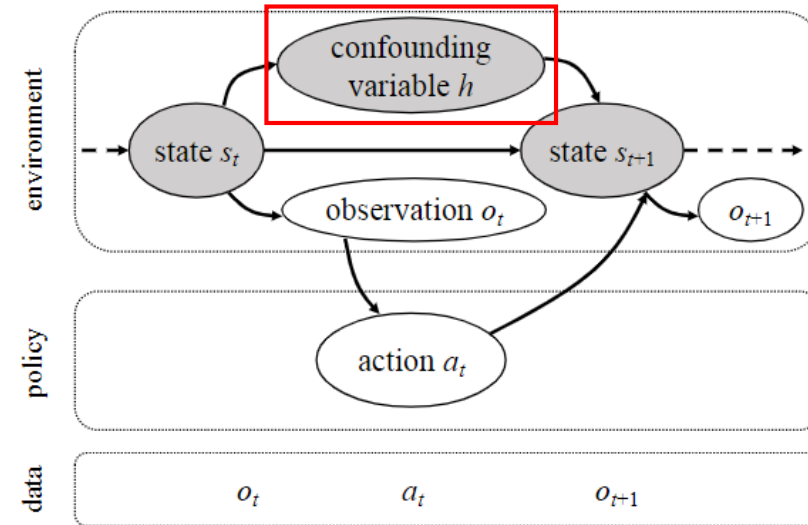 environment
confounding
variable h
state sₜ
state sₜ₊₁
observation oₜ
oₜ₊₁
policy
action aₜ
data
oₜ
aₜ
oₜ₊₁